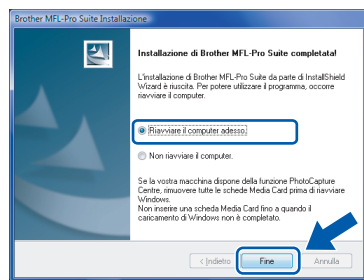 Brother MFL-Pro Suite Installazione
Installazione di Brother MFL-Pro Suite completata!
L'installazione di Brother MFL-Pro Suite da parte di InstallShield
Wizard è riuscita. Per potere utilizzare il programma, occorre
riavviare il computer.
Riavviare il computer adesso.
Non riavviare il computer.
Se la vostra macchina dispone della funzione PhotoCapture
Centre, rimuovere tutte le schede Media Card prima di riavviare
Windows.
Non inserire una scheda Media Card fino a quando il
caricamento di Windows non è completato.
< Indietro
Fine
Annulla